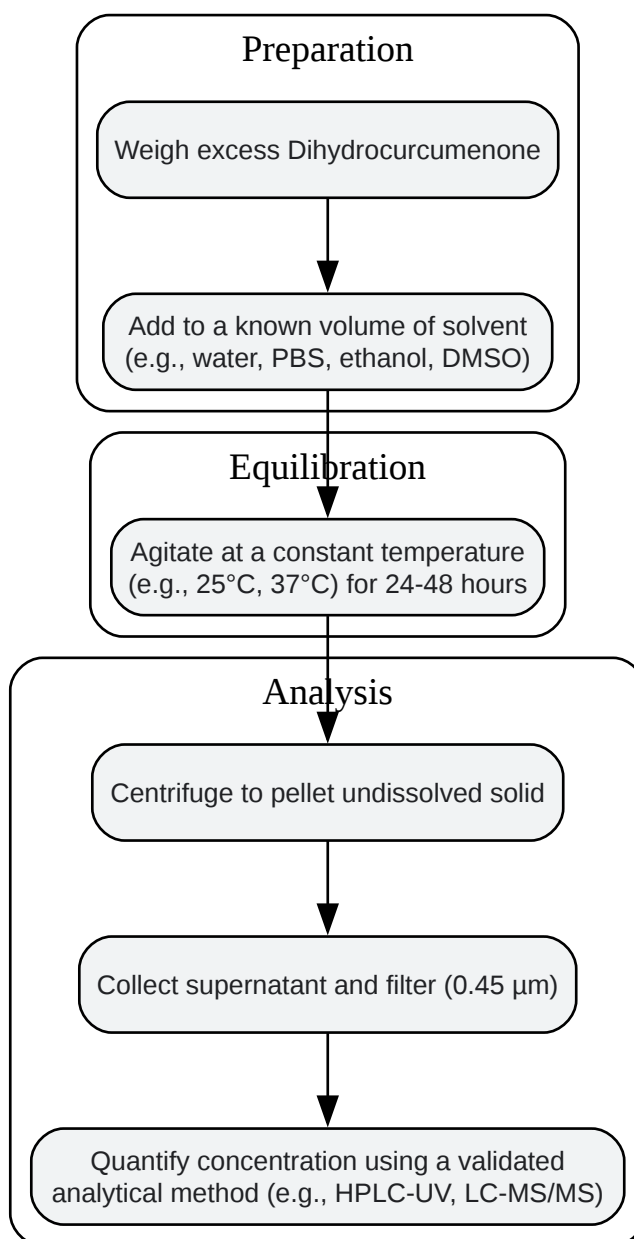 Preparation
Weigh excess Dihydrocurcumenone
Add to a known volume of solvent
(e.g., water, PBS, ethanol, DMSO)
Equilibration
Agitate at a constant temperature
(e.g., 25°C, 37°C) for 24-48 hours
Analysis
Centrifuge to pellet undissolved solid
Collect supernatant and filter (0.45 µm)
Quantify concentration using a validated
analytical method (e.g., HPLC-UV, LC-MS/MS)